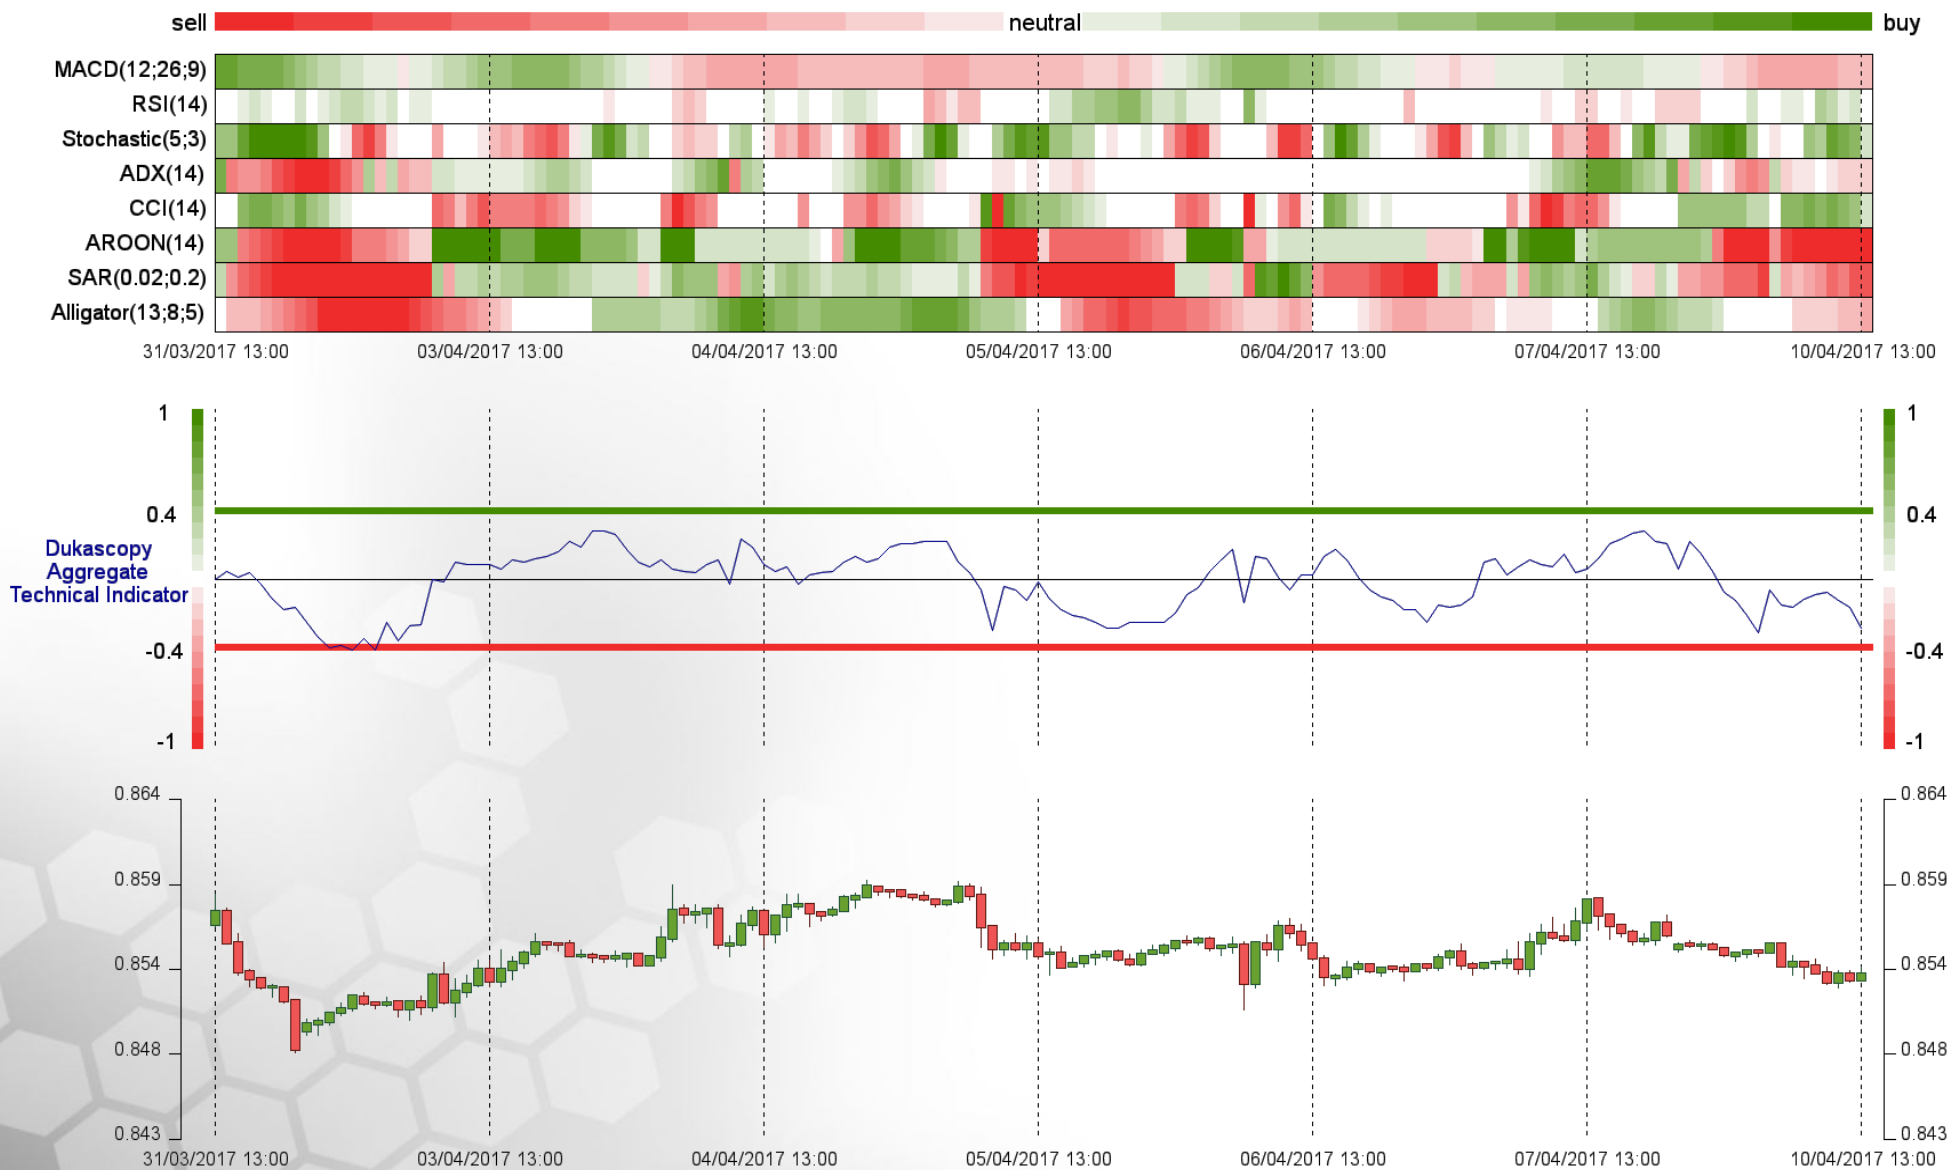 sell neutral buy
MACD(12;26;9)
RSI(14)
Stochastic(5;3)
ADX(14)
CCI(14)
AROON(14)
SAR(0.02;0.2)
Alligator(13;8;5)
31/03/2017 13:00 03/04/2017 13:00 04/04/2017 13:00 05/04/2017 13:00 06/04/2017 13:00 07/04/2017 13:00 10/04/2017 13:00
1 1
0.4 0.4
Dukascopy
Aggregate
Technical Indicator
-0.4 -0.4
-1 -1
0.864 0.864
0.859 0.859
0.854 0.854
0.848 0.848
0.843 0.843
31/03/2017 13:00 03/04/2017 13:00 04/04/2017 13:00 05/04/2017 13:00 06/04/2017 13:00 07/04/2017 13:00 10/04/2017 13:00